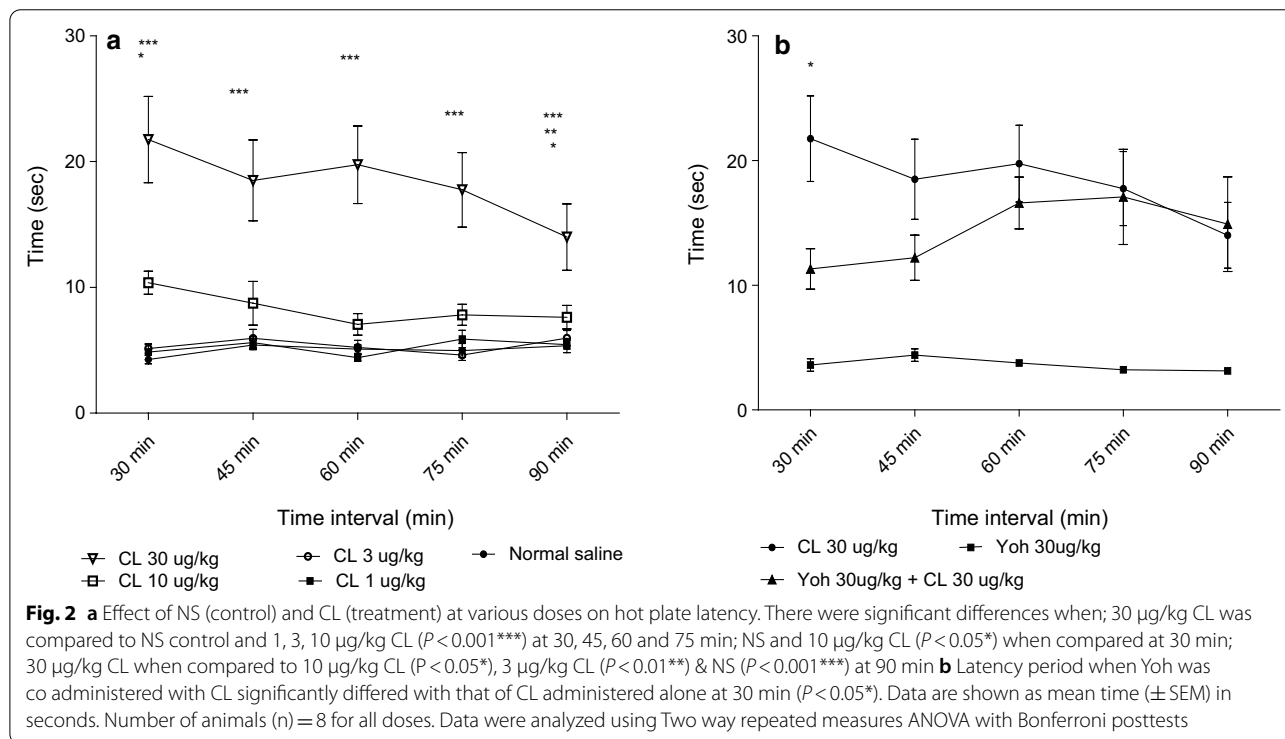 a
30
20
10
0
Time (sec)
***
*
***
***
***
***
**
*
30 min
45 min
60 min
75 min
90 min
Time interval (min)
CL 30 ug/kg
CL 3 ug/kg
Normal saline
CL 10 ug/kg
CL 1 ug/kg
b
30
20
10
0
Time (sec)
*
30 min
45 min
60 min
75 min
90 min
Time interval (min)
CL 30 ug/kg
Yoh 30ug/kg
Yoh 30ug/kg + CL 30 ug/kg
Fig. 2 a Effect of NS (control) and CL (treatment) at various doses on hot plate latency. There were significant differences when; 30 µg/kg CL was
compared to NS control and 1, 3, 10 µg/kg CL (P < 0.001***) at 30, 45, 60 and 75 min; NS and 10 µg/kg CL (P < 0.05*) when compared at 30 min;
30 µg/kg CL when compared to 10 µg/kg CL (P < 0.05*), 3 µg/kg CL (P < 0.01**) & NS (P < 0.001***) at 90 min b Latency period when Yoh was
co administered with CL significantly differed with that of CL administered alone at 30 min (P < 0.05*). Data are shown as mean time (± SEM) in
seconds. Number of animals (n) = 8 for all doses. Data were analyzed using Two way repeated measures ANOVA with Bonferroni posttests